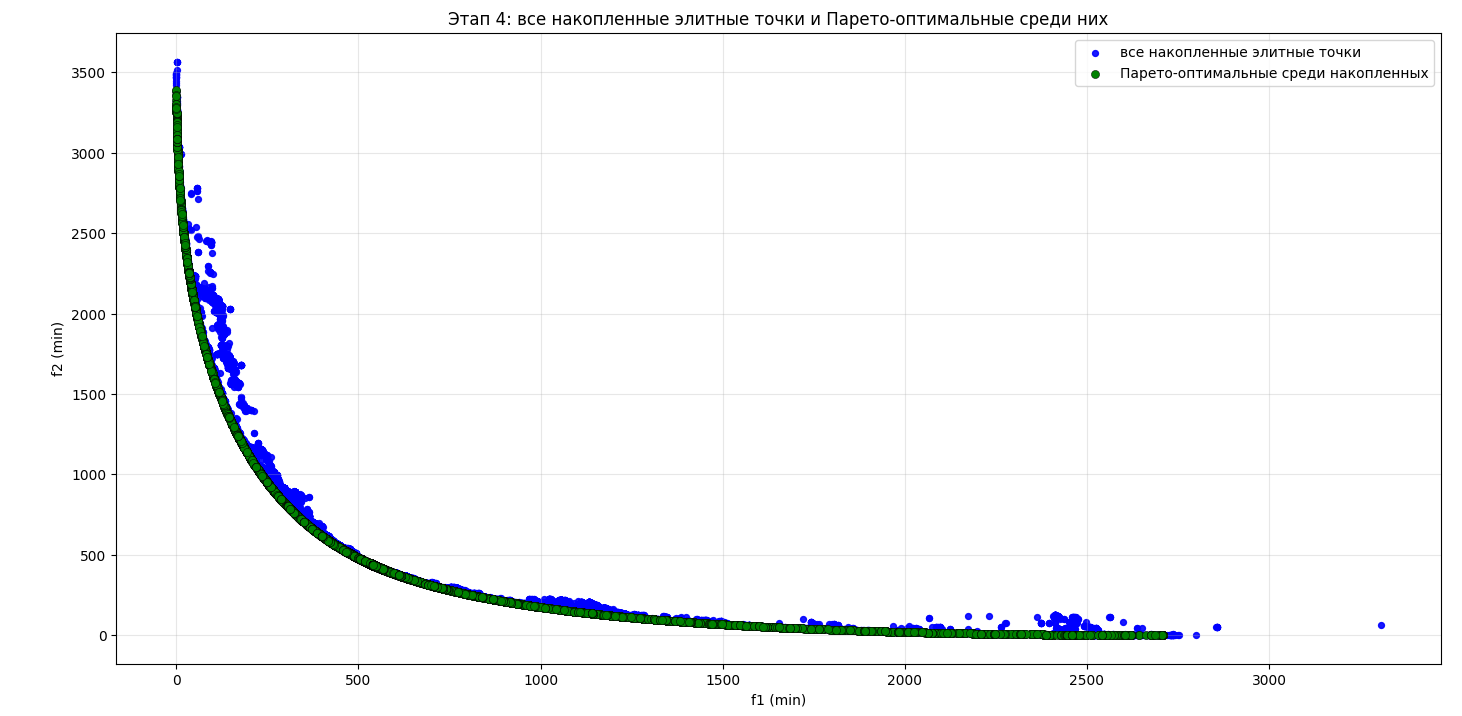 Этап 4: все накопленные элитные точки и Парето-оптимальные среди них
все накопленные элитные точки
Парето-оптимальные среди накопленных
f2 (min)
3500
3000
2500
2000
1500
1000
500
0
0 500 1000 1500 2000 2500 3000
f1 (min)